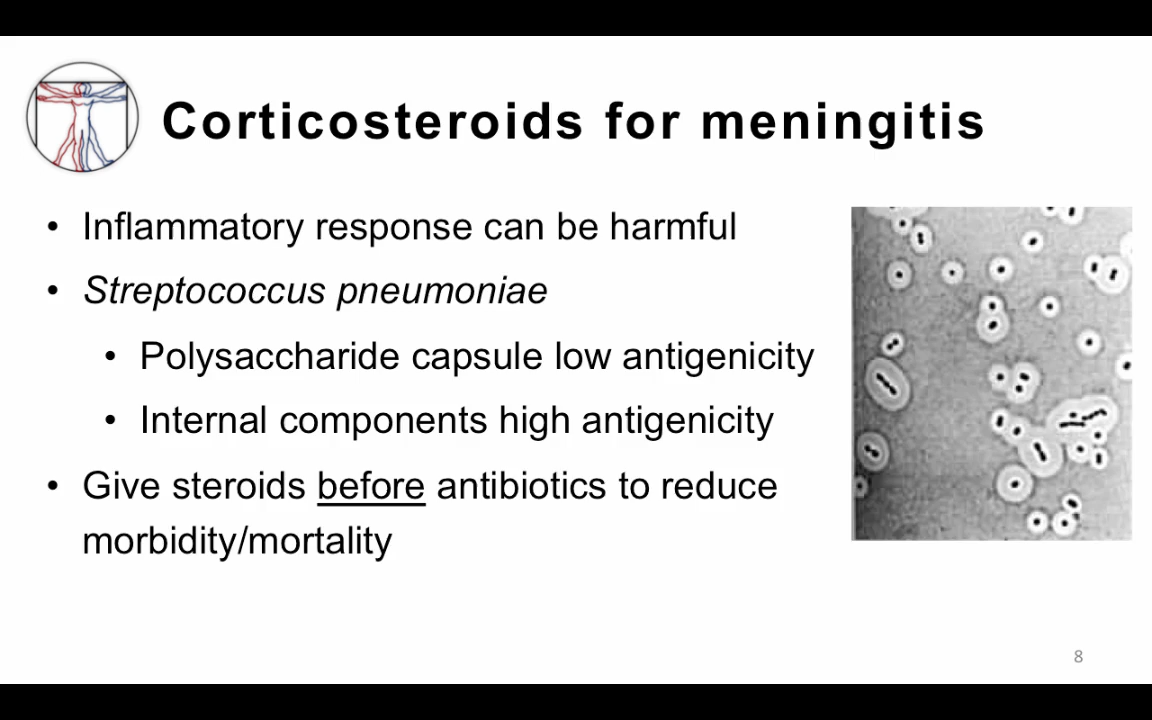 Corticosteroids for meningitis
• Inflammatory response can be harmful
• Streptococcus pneumoniae
• Polysaccharide capsule low antigenicity
• Internal components high antigenicity
• Give steroids before antibiotics to reduce
morbidity/mortality
8